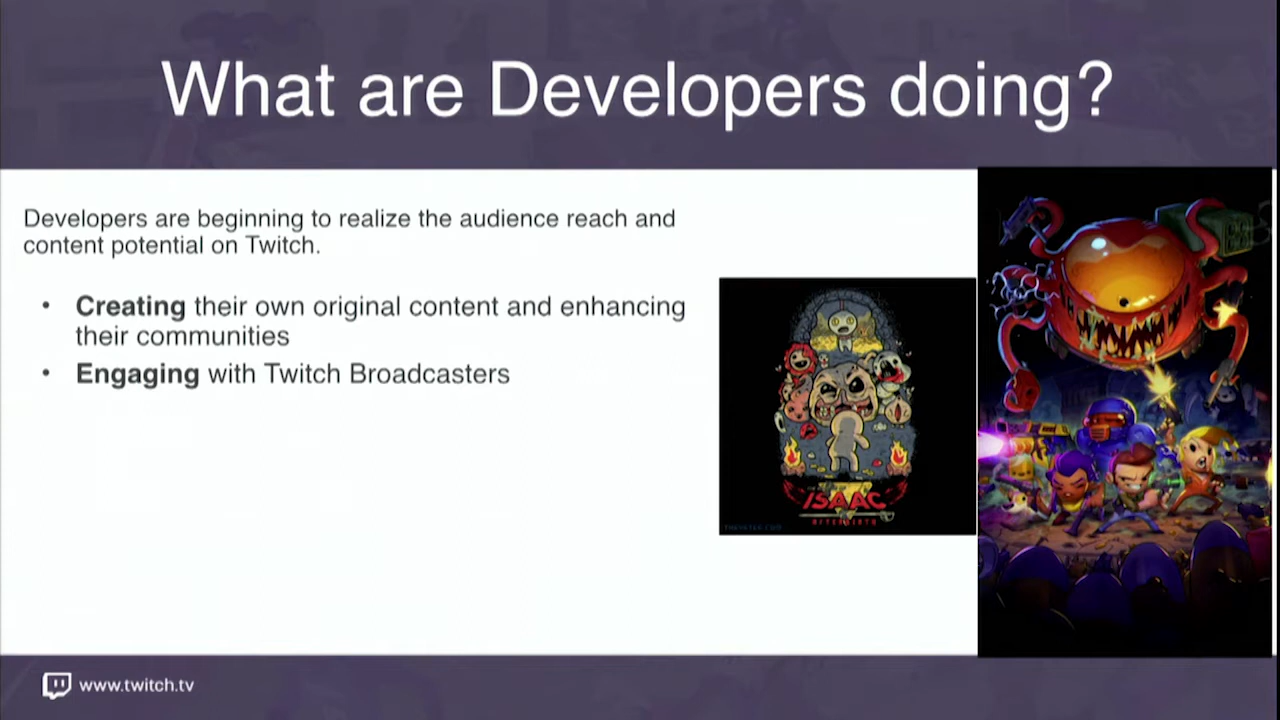 What are Developers doing?
Developers are beginning to realize the audience reach and
content potential on Twitch.
• Creating their own original content and enhancing
their communities
• Engaging with Twitch Broadcasters
ISAAC
AFTERBIRTH
www.twitch.tv